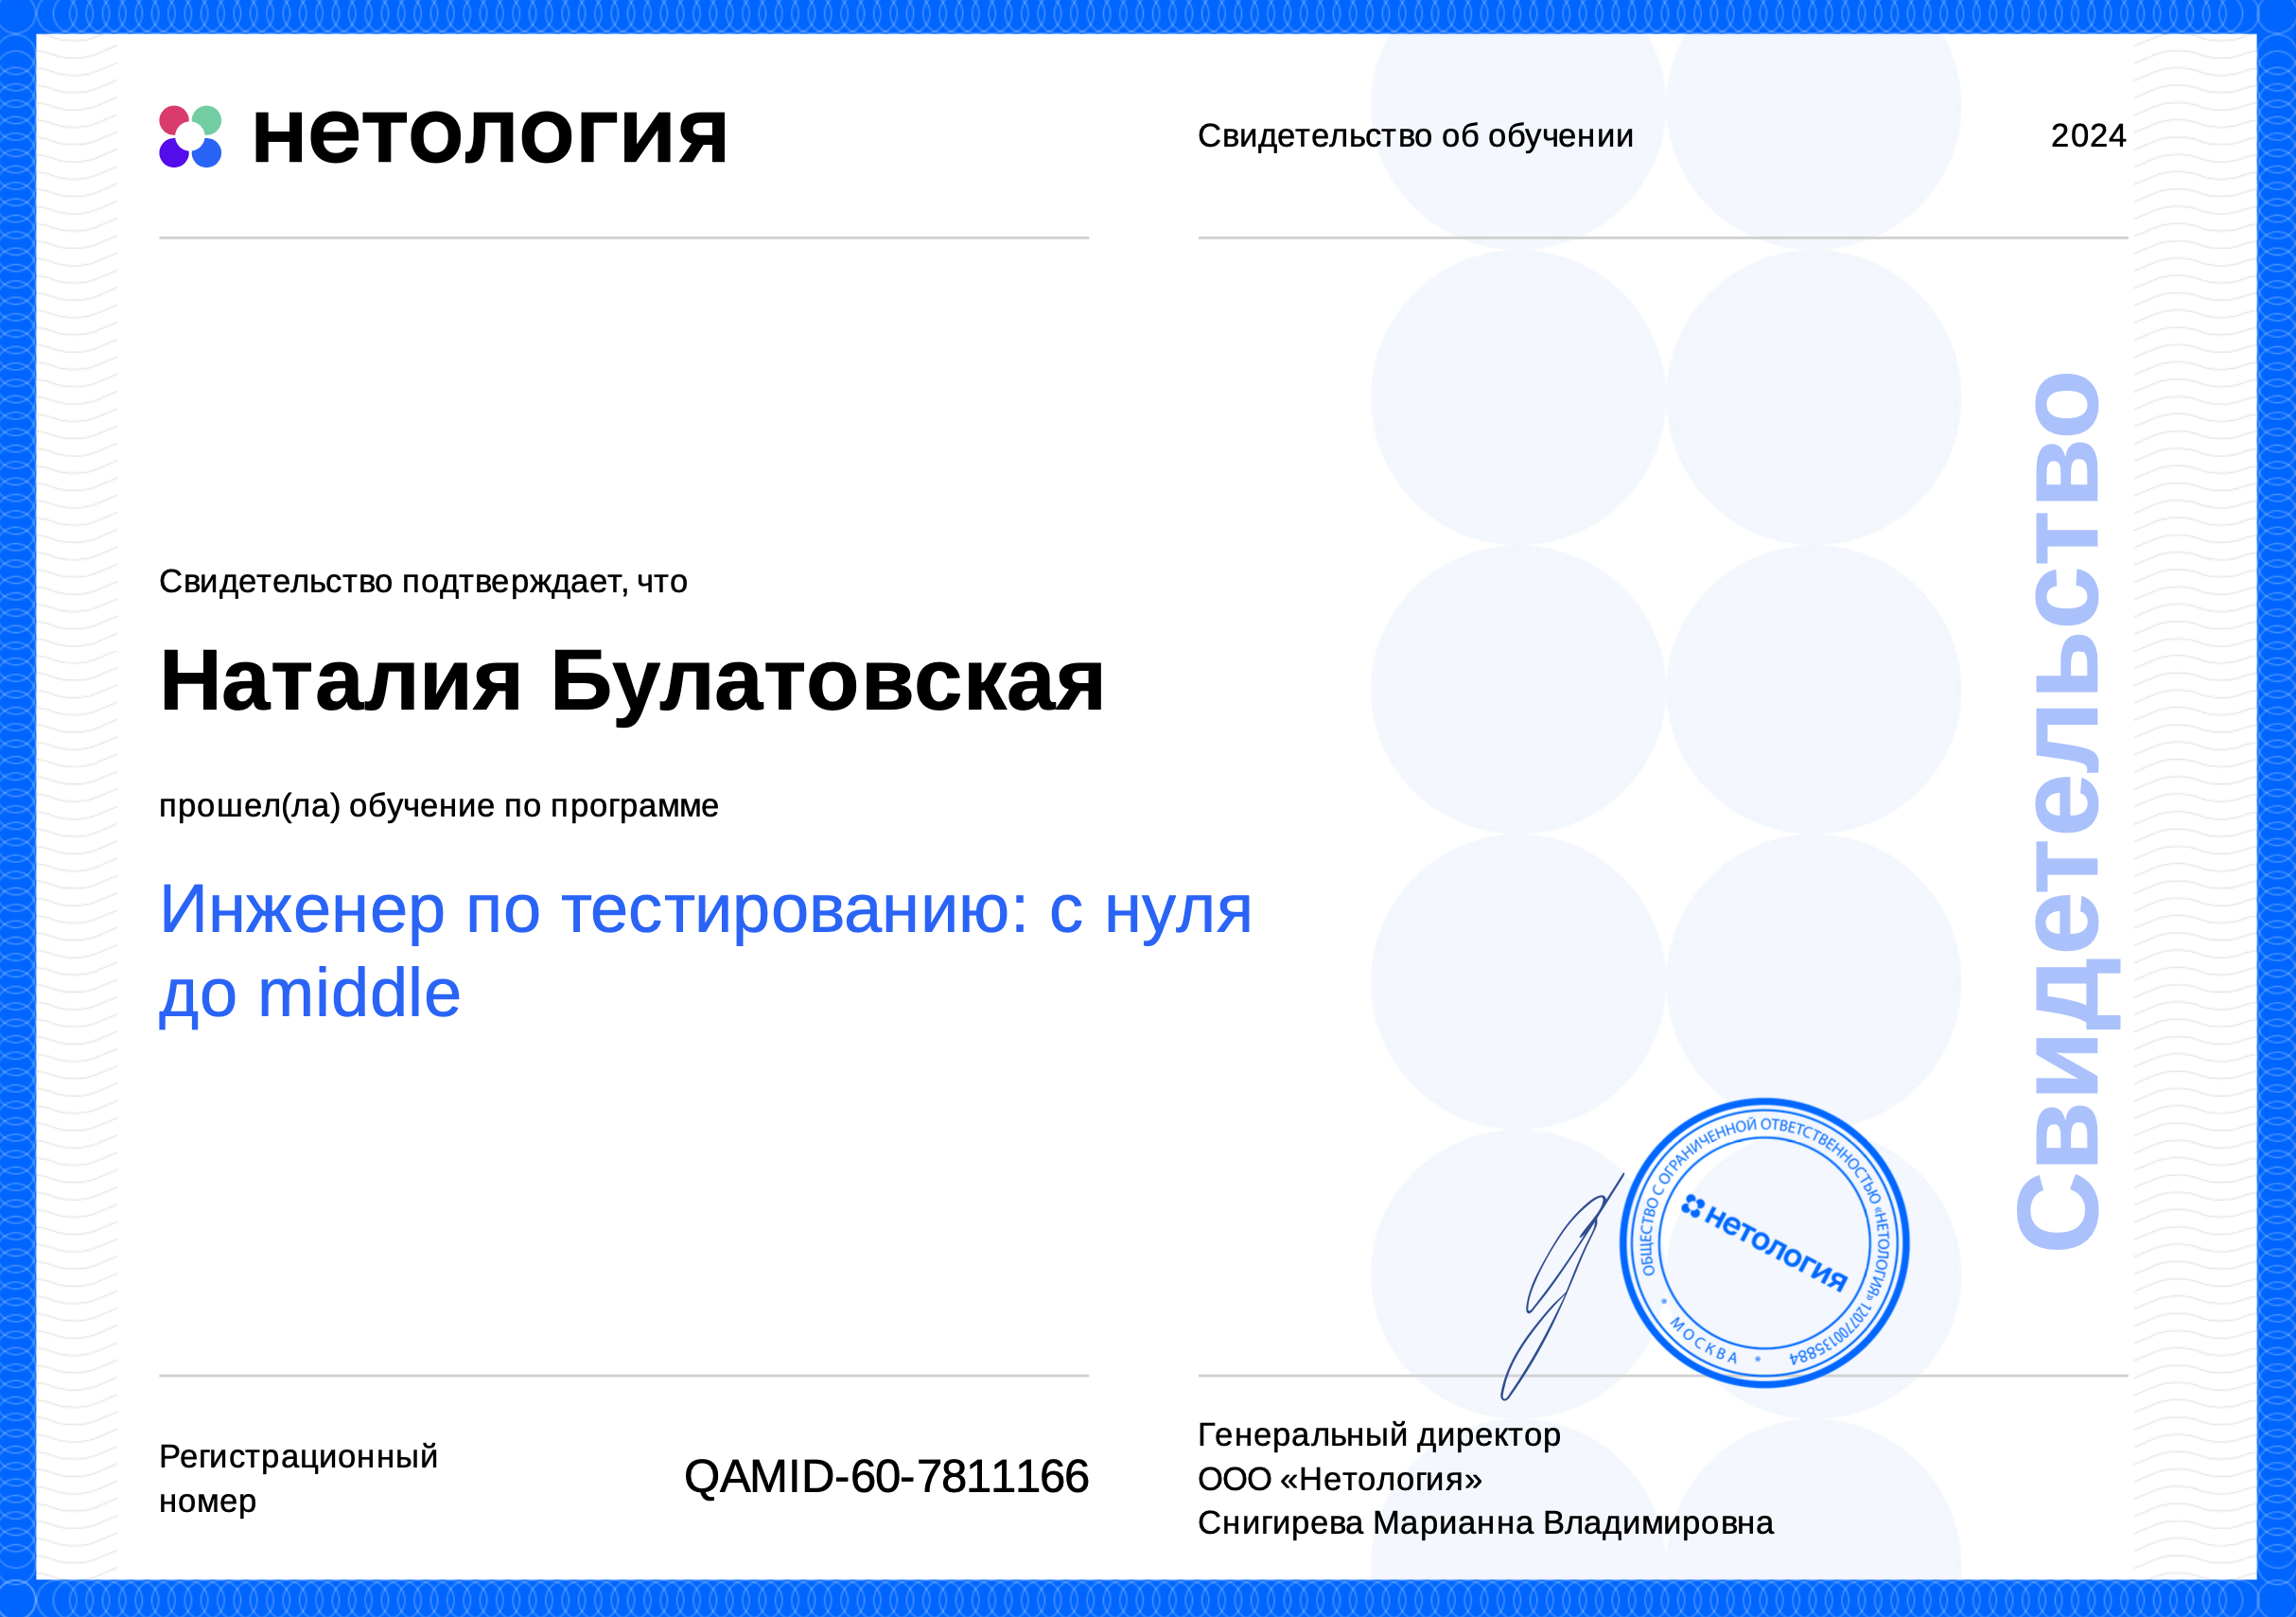 нетология
Свидетельство об обучении
2024
Свидетельство подтверждает, что
Наталия Булатовская
прошел(ла) обучение по программе
Инженер по тестированию: с нуля
до middle
Свидетельство
ОБЩЕСТВО С ОГРАНИЧЕННОЙ ОТВЕТСТВЕННОСТЬЮ «НЕТОЛОГИЯ» 1207700135884
* МОСКВА *
нетология
Регистрационный
номер
QAMID-60-7811166
Генеральный директор
ООО «Нетология»
Снигирева Марианна Владимировна